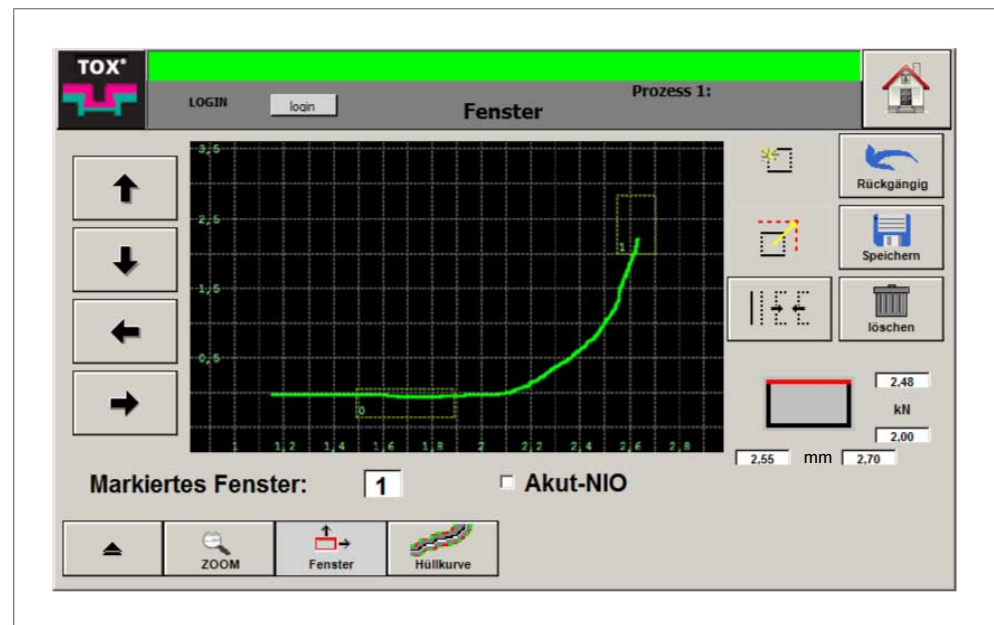 TOX®
LOGIN login Fenster Prozess 1:
3,5
2,5
1,5
0,5
1
0
1 1,2 1,4 1,6 1,8 2 2,2 2,4 2,6 2,8
Rückgängig
Speichern
löschen
2,48
kN
2,00
2,55 mm 2,70
Markiertes Fenster: 1 Akut-NIO
ZOOM Fenster Hüllkurve